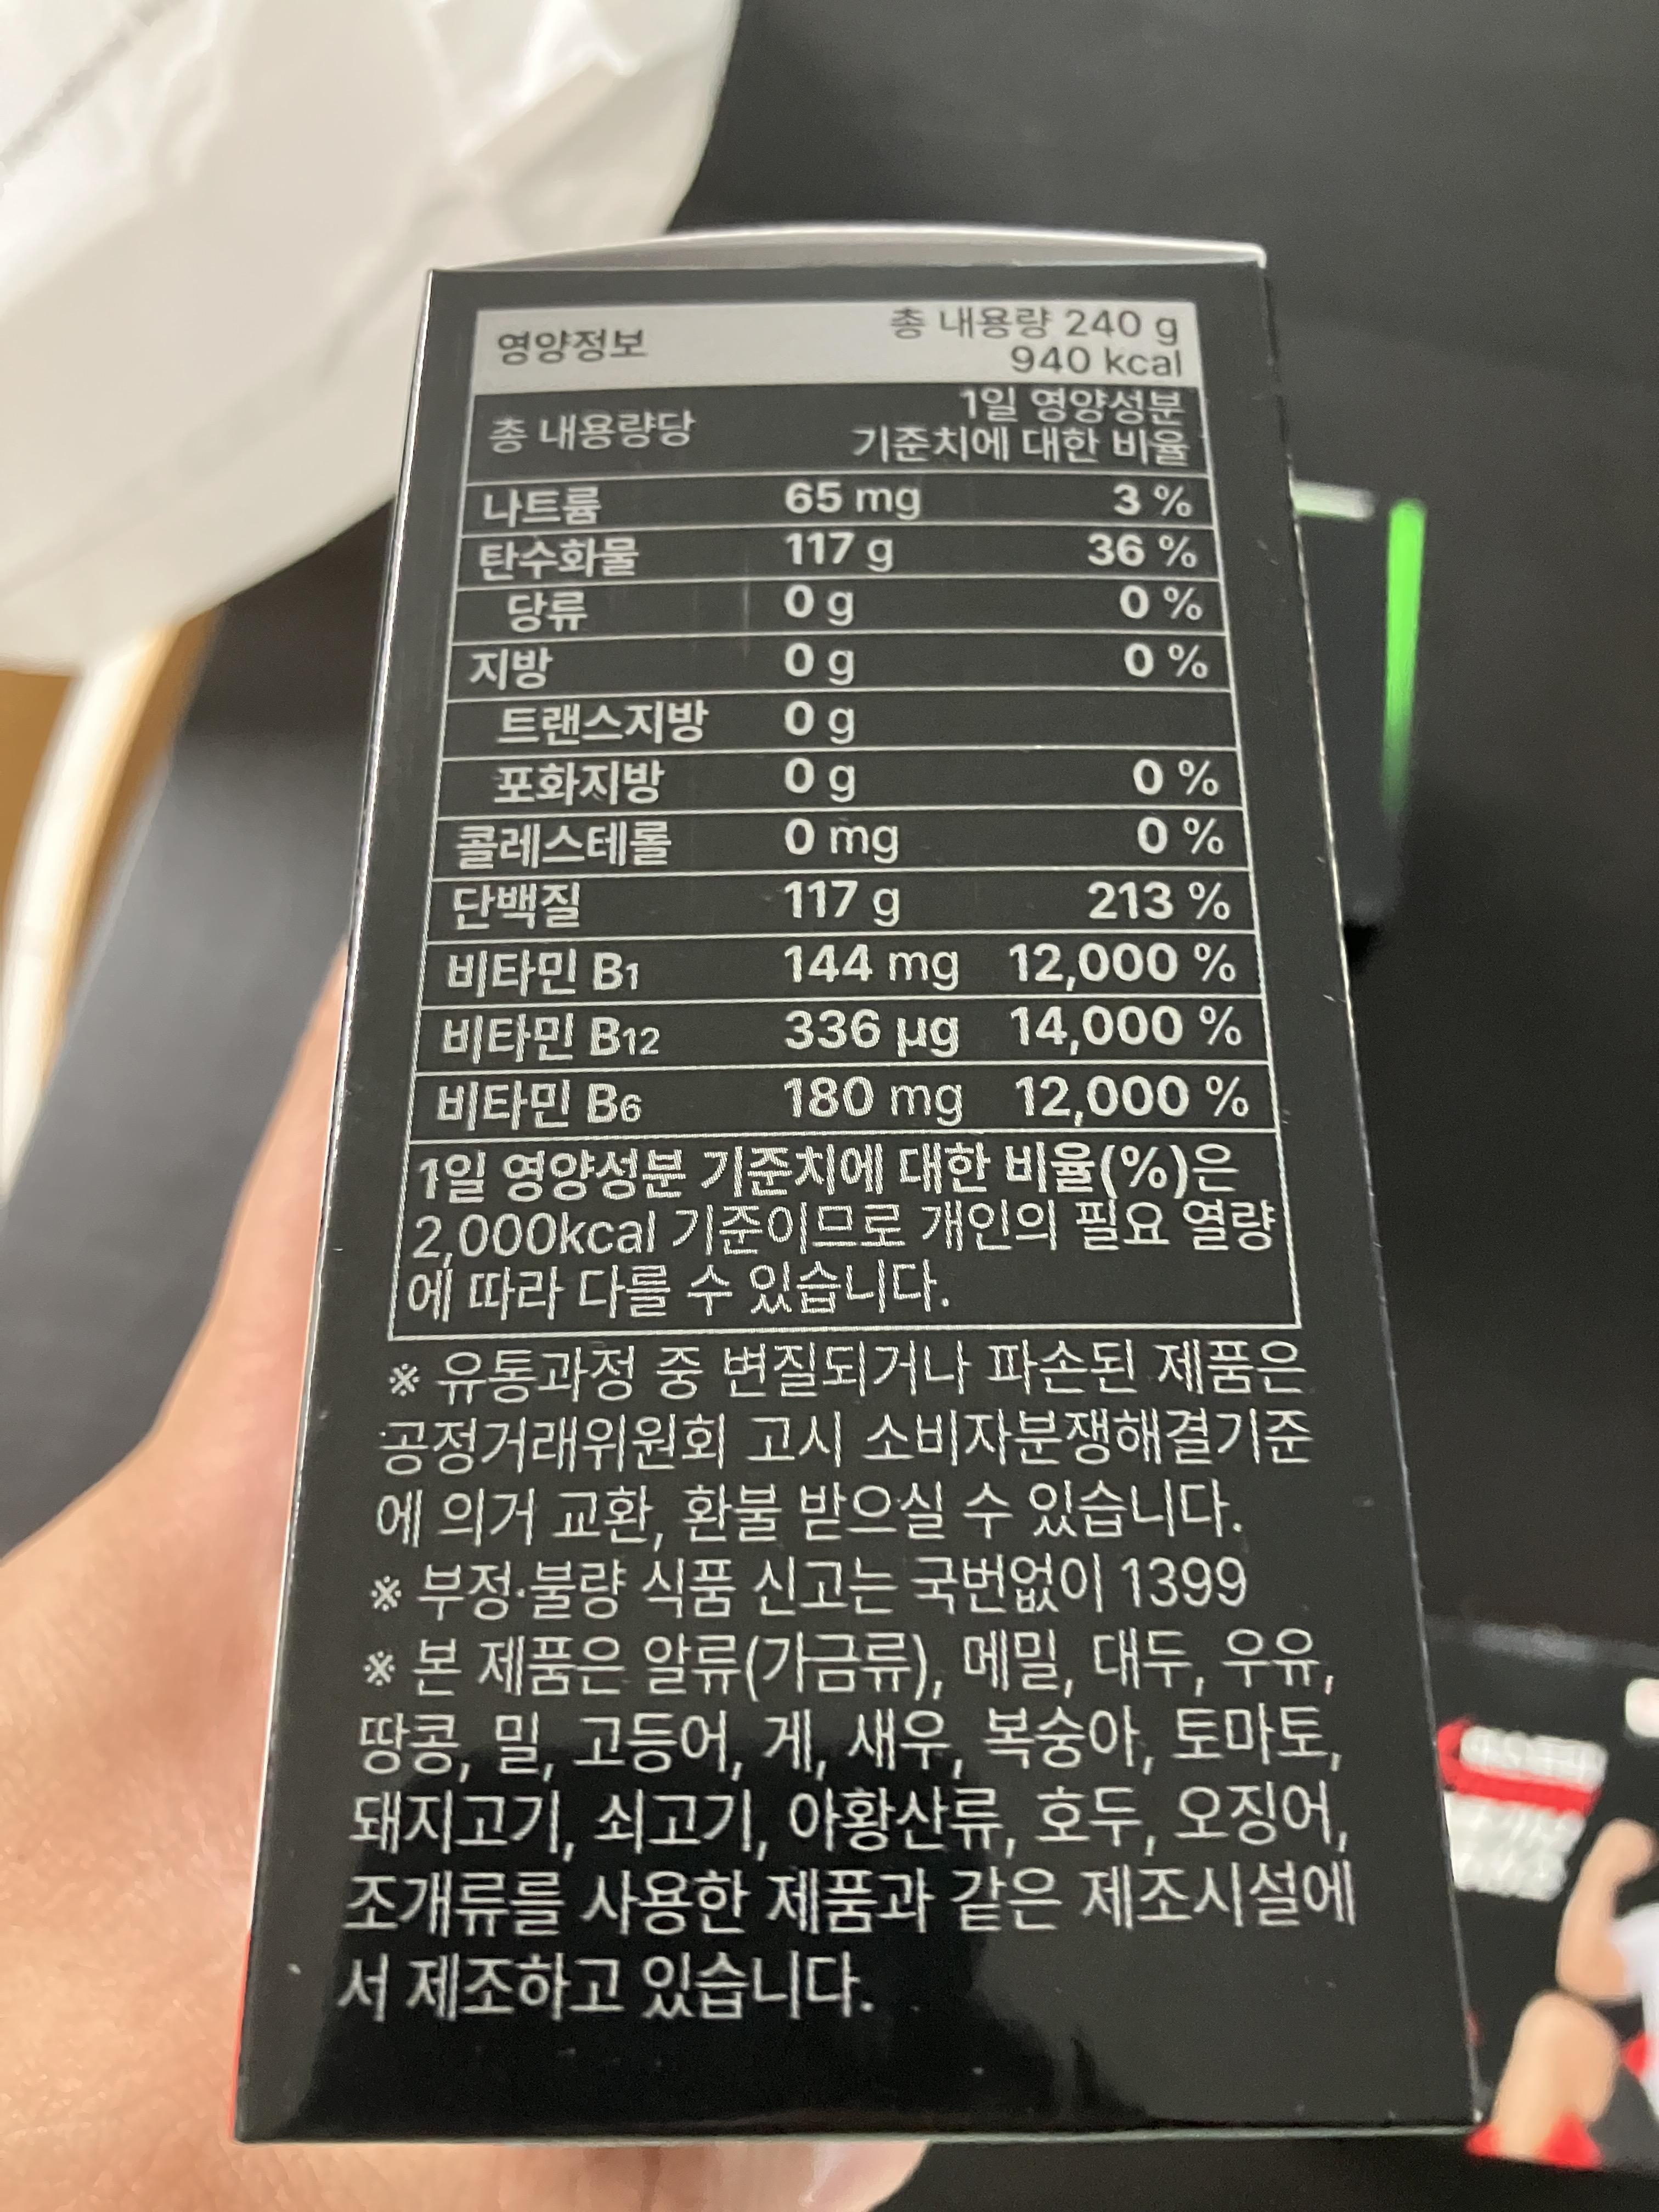 영양정보
총 내용량 240 g
940 kcal
총 내용량당
1일 영양성분
기준치에 대한 비율
나트륨 65 mg 3 %
탄수화물 117 g 36 %
당류 0 g 0 %
지방 0 g 0 %
트랜스지방 0 g
포화지방 0 g 0 %
콜레스테롤 0 mg 0 %
단백질 117 g 213 %
비타민 B1 144 mg 12,000 %
비타민 B12 336 μg 14,000 %
비타민 B6 180 mg 12,000 %
1일 영양성분 기준치에 대한 비율(%)은
2,000kcal 기준이므로 개인의 필요 열량
에 따라 다를 수 있습니다.
※ 유통과정 중 변질되거나 파손된 제품은
공정거래위원회 고시 소비자분쟁해결기준
에 의거 교환, 환불 받으실 수 있습니다.
※ 부정·불량 식품 신고는 국번없이 1399
※ 본 제품은 알류(가금류), 메밀, 대두, 우유,
땅콩, 밀, 고등어, 게, 새우, 복숭아, 토마토,
돼지고기, 쇠고기, 아황산류, 호두, 오징어,
조개류를 사용한 제품과 같은 제조시설에
서 제조하고 있습니다.